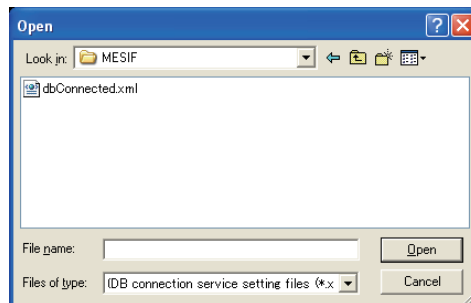 Open
Look in: MESIF
dbConnected.xml
File name: Open
Files of type: (DB connection service setting files (*.x Cancel